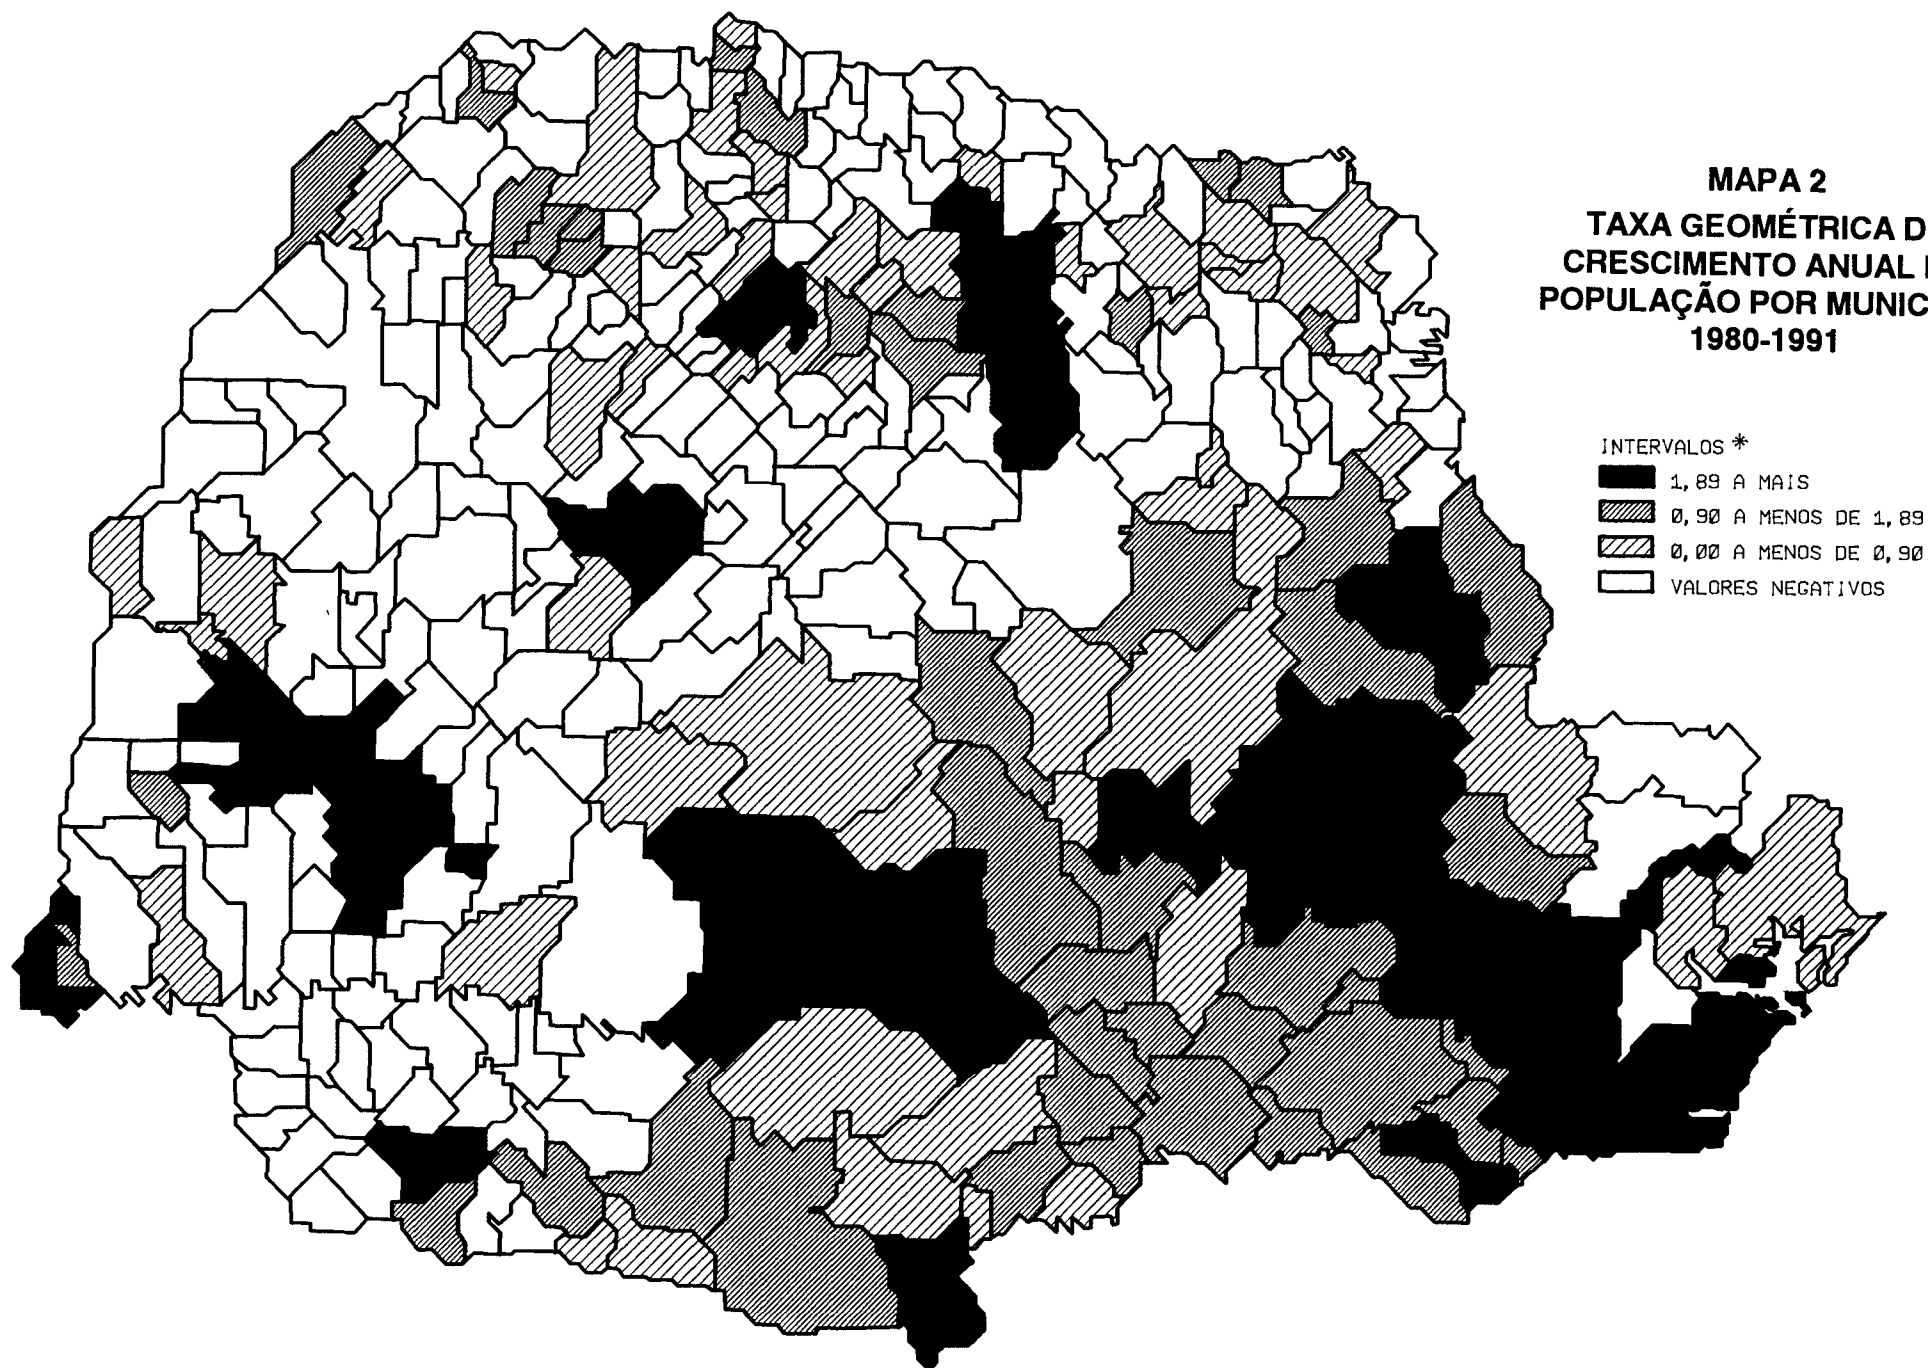 MAPA 2
TAXA GEOMÉTRICA D
CRESCIMENTO ANUAL
POPULAÇÃO POR MUNIC
1980-1991
INTERVALOS *
1,89 A MAIS
0,90 A MENOS DE 1,89
0,00 A MENOS DE 0,90
VALORES NEGATIVOS